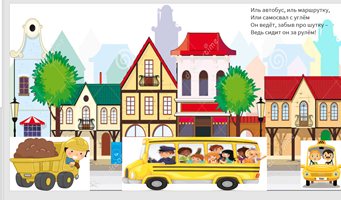 Иль автобус, иль маршрутку,
Или самосвал с углём
Он ведёт, забыв про шутку -
Ведь сидит он за рулём!